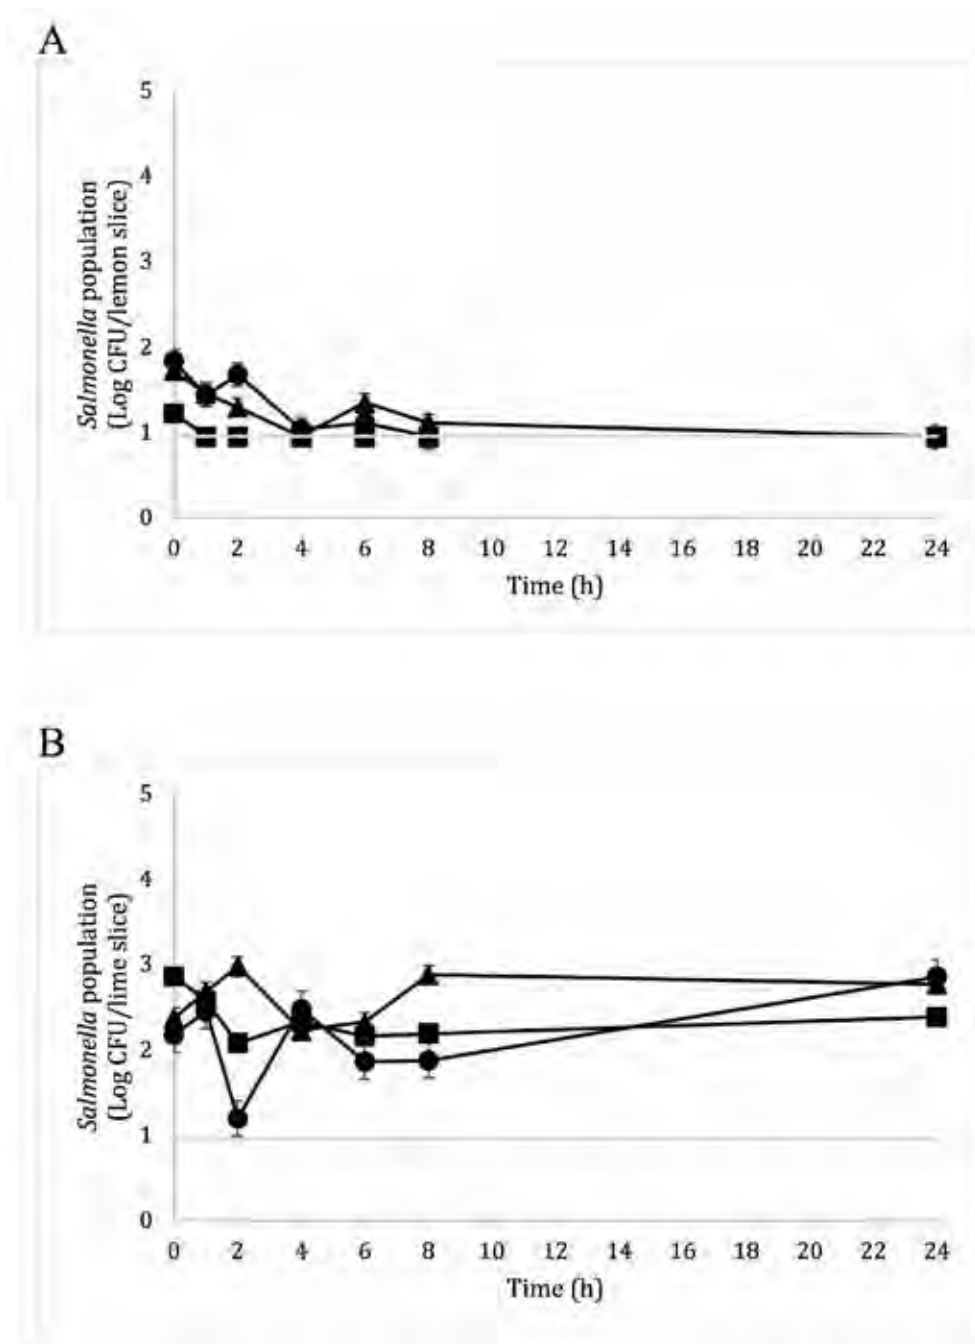 A
5
4
3
2
1
0
Salmonella population
(Log CFU/lemon slice)
0 2 4 6 8 10 12 14 16 18 20 22 24
Time (h)
B
5
4
3
2
1
0
Salmonella population
(Log CFU/lime slice)
0 2 4 6 8 10 12 14 16 18 20 22 24
Time (h)